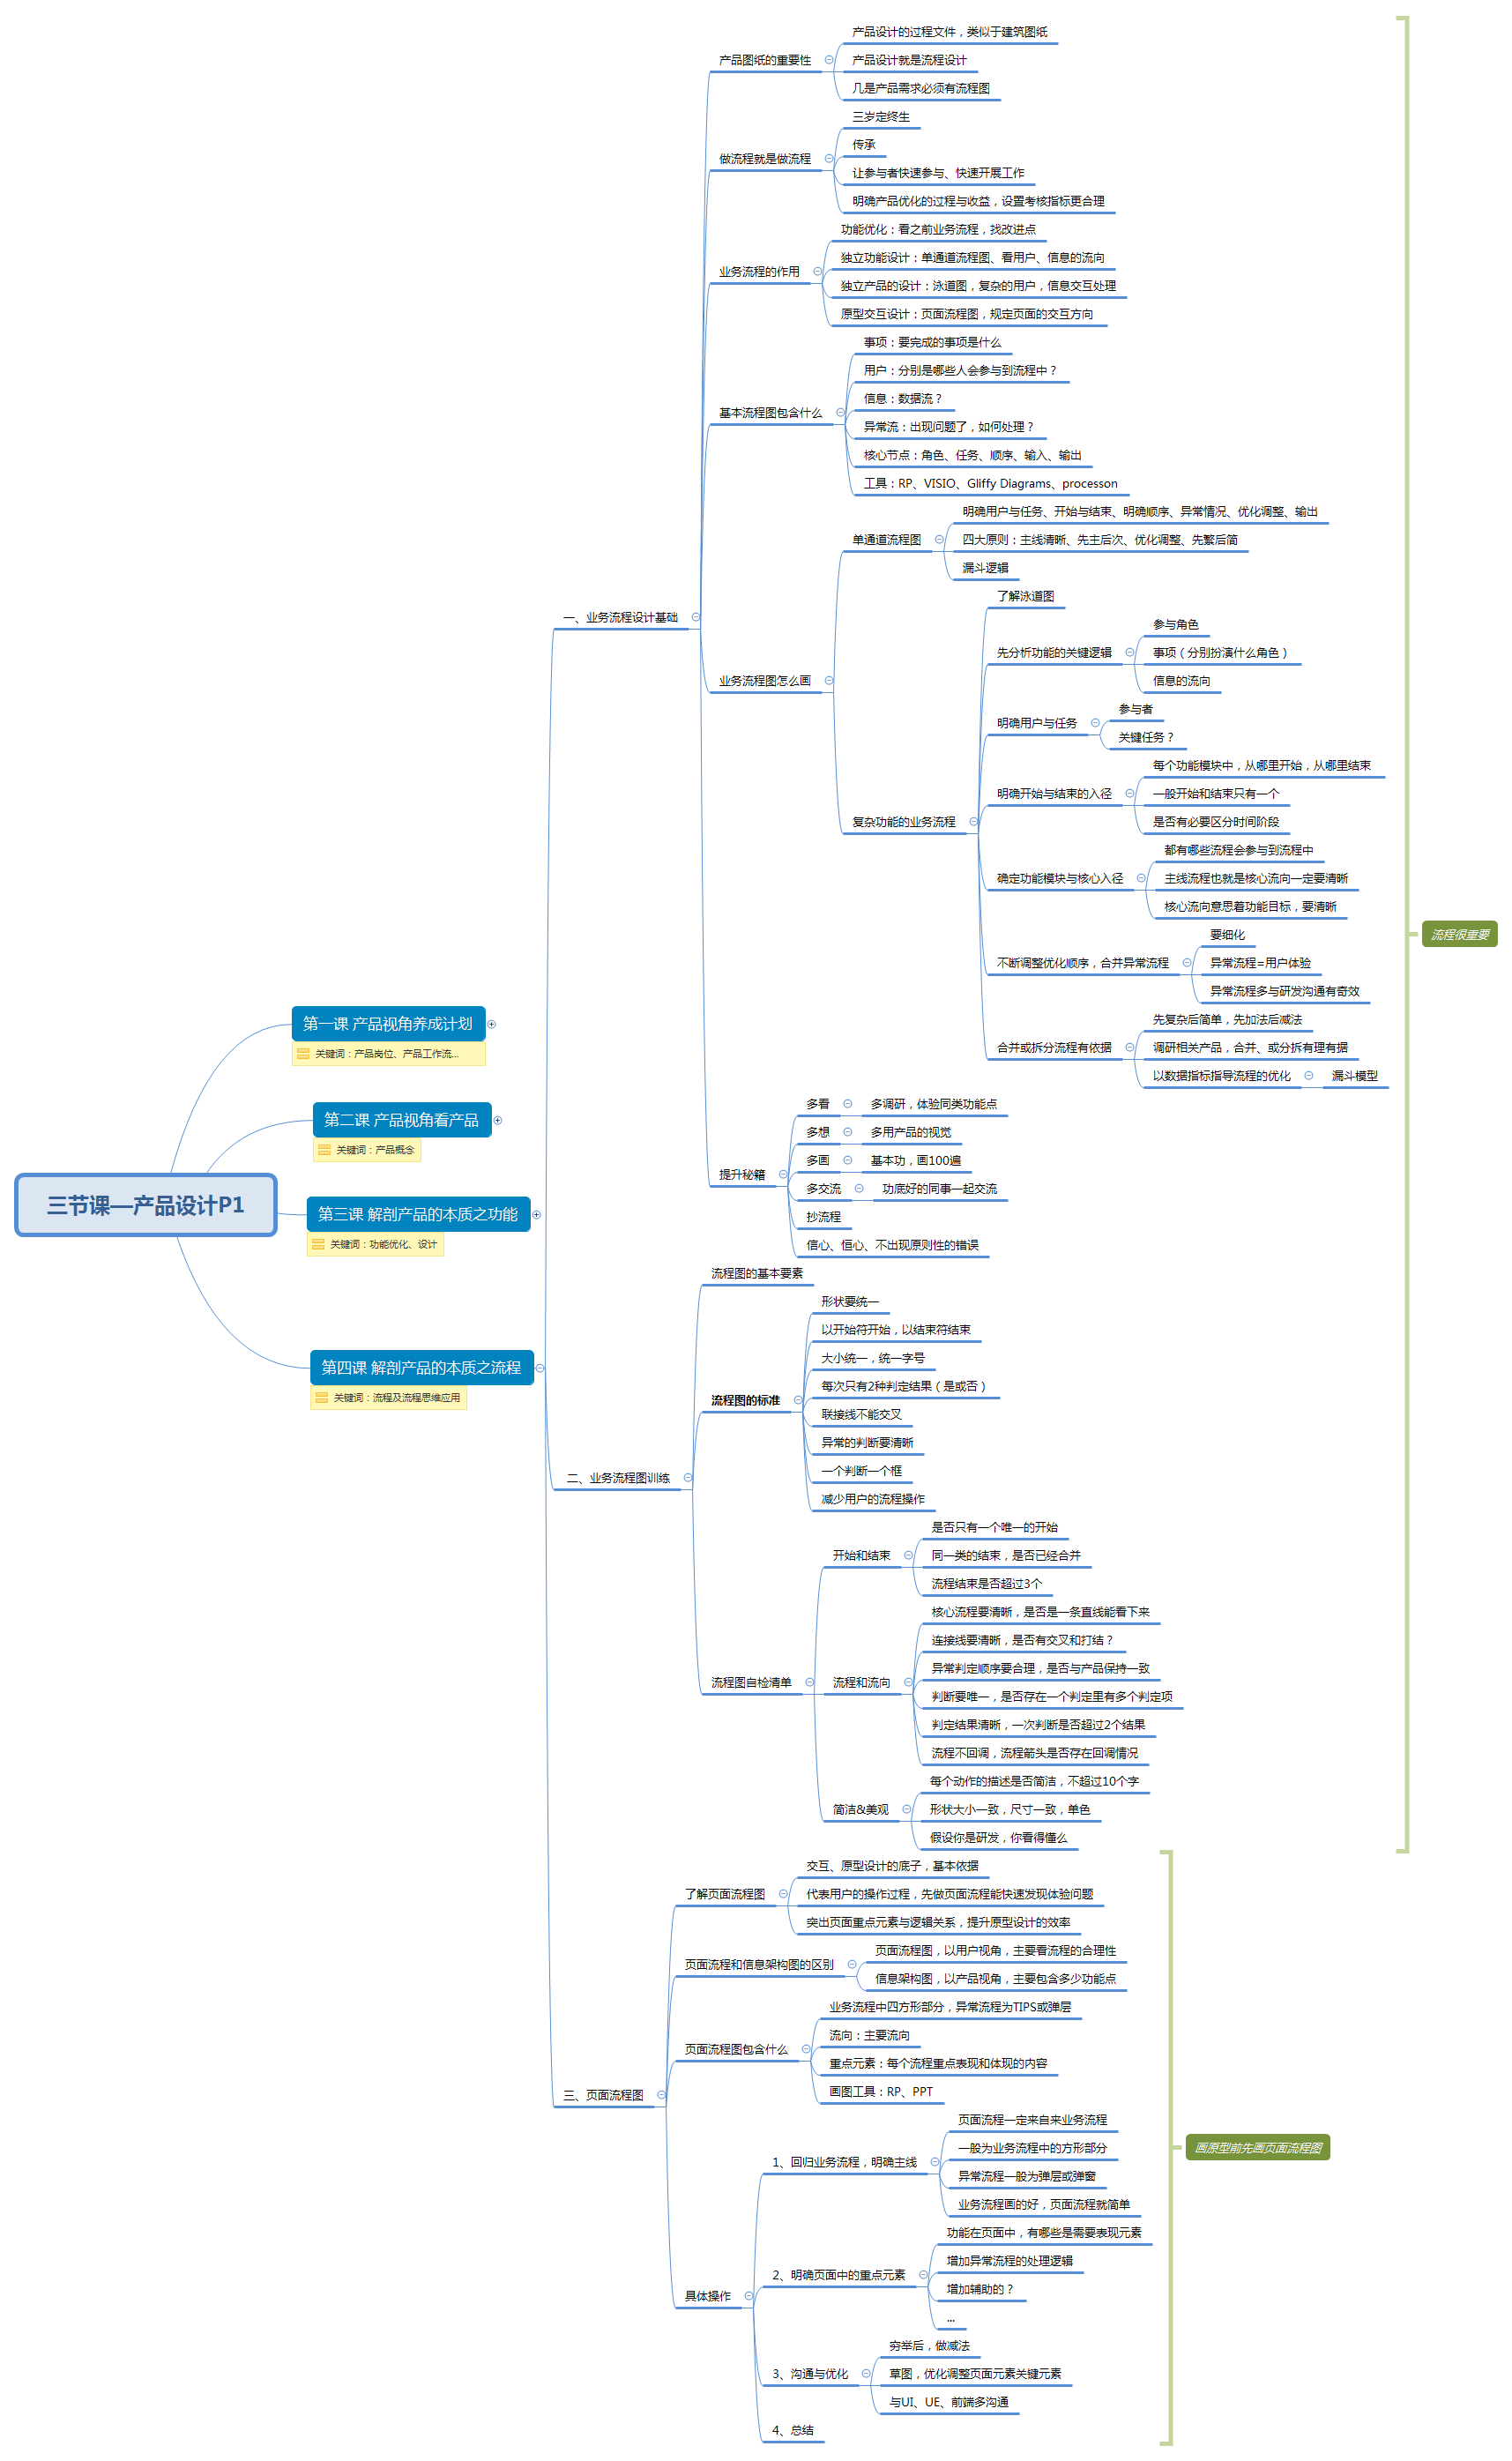 三节课—产品设计P1
第一课 产品视角养成计划
关键词：产品岗位、产品工作流...
第二课 产品视角看产品
关键词：产品概念
第三课 解剖产品的本质之功能
关键词：功能优化、设计
第四课 解剖产品的本质之流程
关键词：流程及流程思维应用
一、业务流程设计基础
产品图纸的重要性
产品设计的过程文件，类似于建筑图纸
产品设计就是流程设计
几是产品需求必须有流程图
做流程就是做流程
三岁定终生
传承
让参与者快速参与、快速开展工作
明确产品优化的过程与收益，设置考核指标更合理
业务流程的作用
功能优化：看之前业务流程，找改进点
独立功能设计：单通道流程图、看用户、信息的流向
独立产品的设计：泳道图，复杂的用户，信息交互处理
原型交互设计：页面流程图，规定页面的交互方向
基本流程图包含什么
事项：要完成的事项是什么
用户：分别是哪些人会参与到流程中？
信息：数据流？
异常流：出现问题了，如何处理？
核心节点：角色、任务、顺序、输入、输出
工具：RP、VISIO、Gliffy Diagrams、processon
业务流程图怎么画
单通道流程图
明确用户与任务、开始与结束、明确顺序、异常情况、优化调整、输出
四大原则：主线清晰、先主后次、优化调整、先繁后简
漏斗逻辑
复杂功能的业务流程
了解泳道图
先分析功能的关键逻辑
参与角色
事项（分别扮演什么角色）
信息的流向
明确用户与任务
参与者
关键任务？
明确开始与结束的入径
每个功能模块中，从哪里开始，从哪里结束
一般开始和结束只有一个
是否有必要区分时间阶段
确定功能模块与核心入径
都有哪些流程会参与到流程中
主线流程也就是核心流向一定要清晰
核心流向意思着功能目标，要清晰
不断调整优化顺序，合并异常流程
要细化
异常流程=用户体验
异常流程多与研发沟通有奇效
合并或拆分流程有依据
先复杂后简单，先加法后减法
调研相关产品，合并、或分拆有理有据
以数据指标指导流程的优化
漏斗模型
提升秘籍
多看
多调研，体验同类功能点
多想
多用产品的视觉
多画
基本功，画100遍
多交流
功底好的同事一起交流
抄流程
信心、恒心、不出现原则性的错误
二、业务流程图训练
流程图的基本要素
流程图的标准
形状要统一
以开始符开始，以结束符结束
大小统一，统一字号
每次只有2种判定结果（是或否）
联接线不能交叉
异常的判断要清晰
一个判断一个框
减少用户的流程操作
流程图自检清单
开始和结束
是否只有一个唯一的开始
同一类的结束，是否已经合并
流程结束是否超过3个
流程和流向
核心流程要清晰，是否是一条直线能看下来
连接线要清晰，是否有交叉和打结？
异常判定顺序要合理，是否与产品保持一致
判断要唯一，是否存在一个判定里有多个判定项
判定结果清晰，一次判断是否超过2个结果
流程不回调，流程箭头是否存在回调情况
简洁&美观
每个动作的描述是否简洁，不超过10个字
形状大小一致，尺寸一致，单色
假设你是研发，你看得懂么
流程很重要
三、页面流程图
了解页面流程图
交互、原型设计的底子，基本依据
代表用户的操作过程，先做页面流程能快速发现体验问题
突出页面重点元素与逻辑关系，提升原型设计的效率
页面流程和信息架构图的区别
页面流程图，以用户视角，主要看流程的合理性
信息架构图，以产品视角，主要包含多少功能点
页面流程图包含什么
业务流程中四方形部分，异常流程为TIPS或弹层
流向：主要流向
重点元素：每个流程重点表现和体现的内容
画图工具：RP、PPT
具体操作
1、回归业务流程，明确主线
页面流程一定来自来业务流程
一般为业务流程中的方形部分
异常流程一般为弹层或弹窗
业务流程画的好，页面流程就简单
2、明确页面中的重点元素
功能在页面中，有哪些是需要表现元素
增加异常流程的处理逻辑
增加辅助的？
...
3、沟通与优化
穷举后，做减法
草图，优化调整页面元素关键元素
与UI、UE、前端多沟通
4、总结
画原型前先画页面流程图